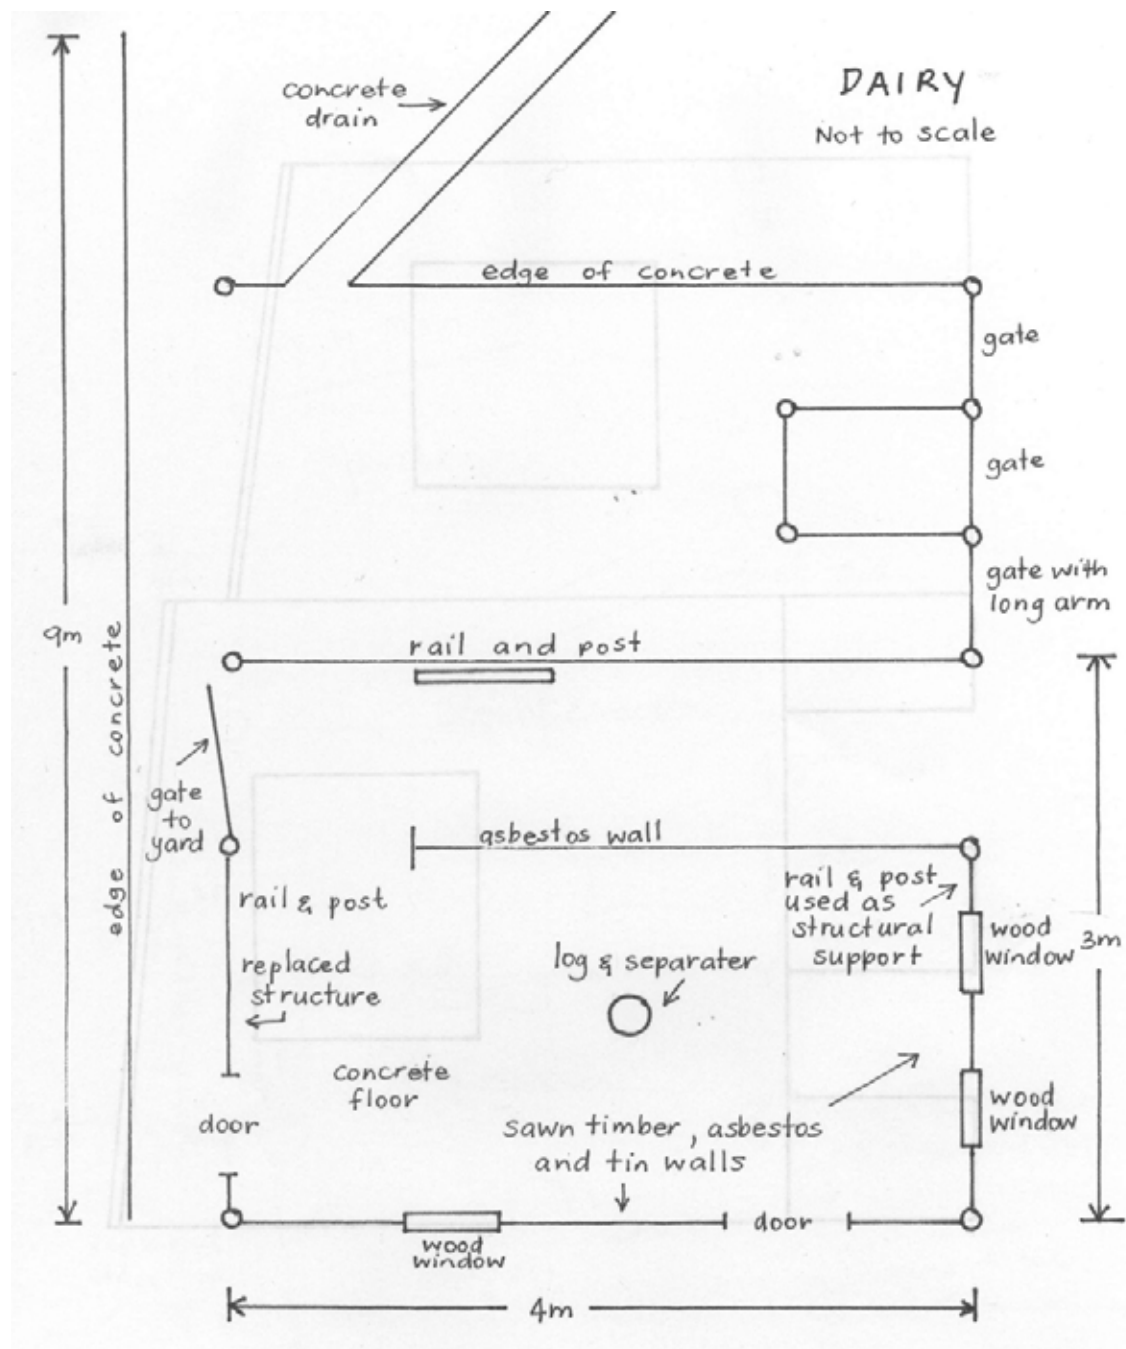 DAIRY
Not to scale
concrete
drain
edge of concrete
gate
gate
gate with
long arm
9m
edge of concrete
rail and post
gate
to
yard
asbestos wall
rail & post
rail & post
used as
structural
support
wood
window
3m
replaced
structure
log & separater
concrete
floor
wood
window
door
sawn timber, asbestos
and tin walls
door
wood
window
4m